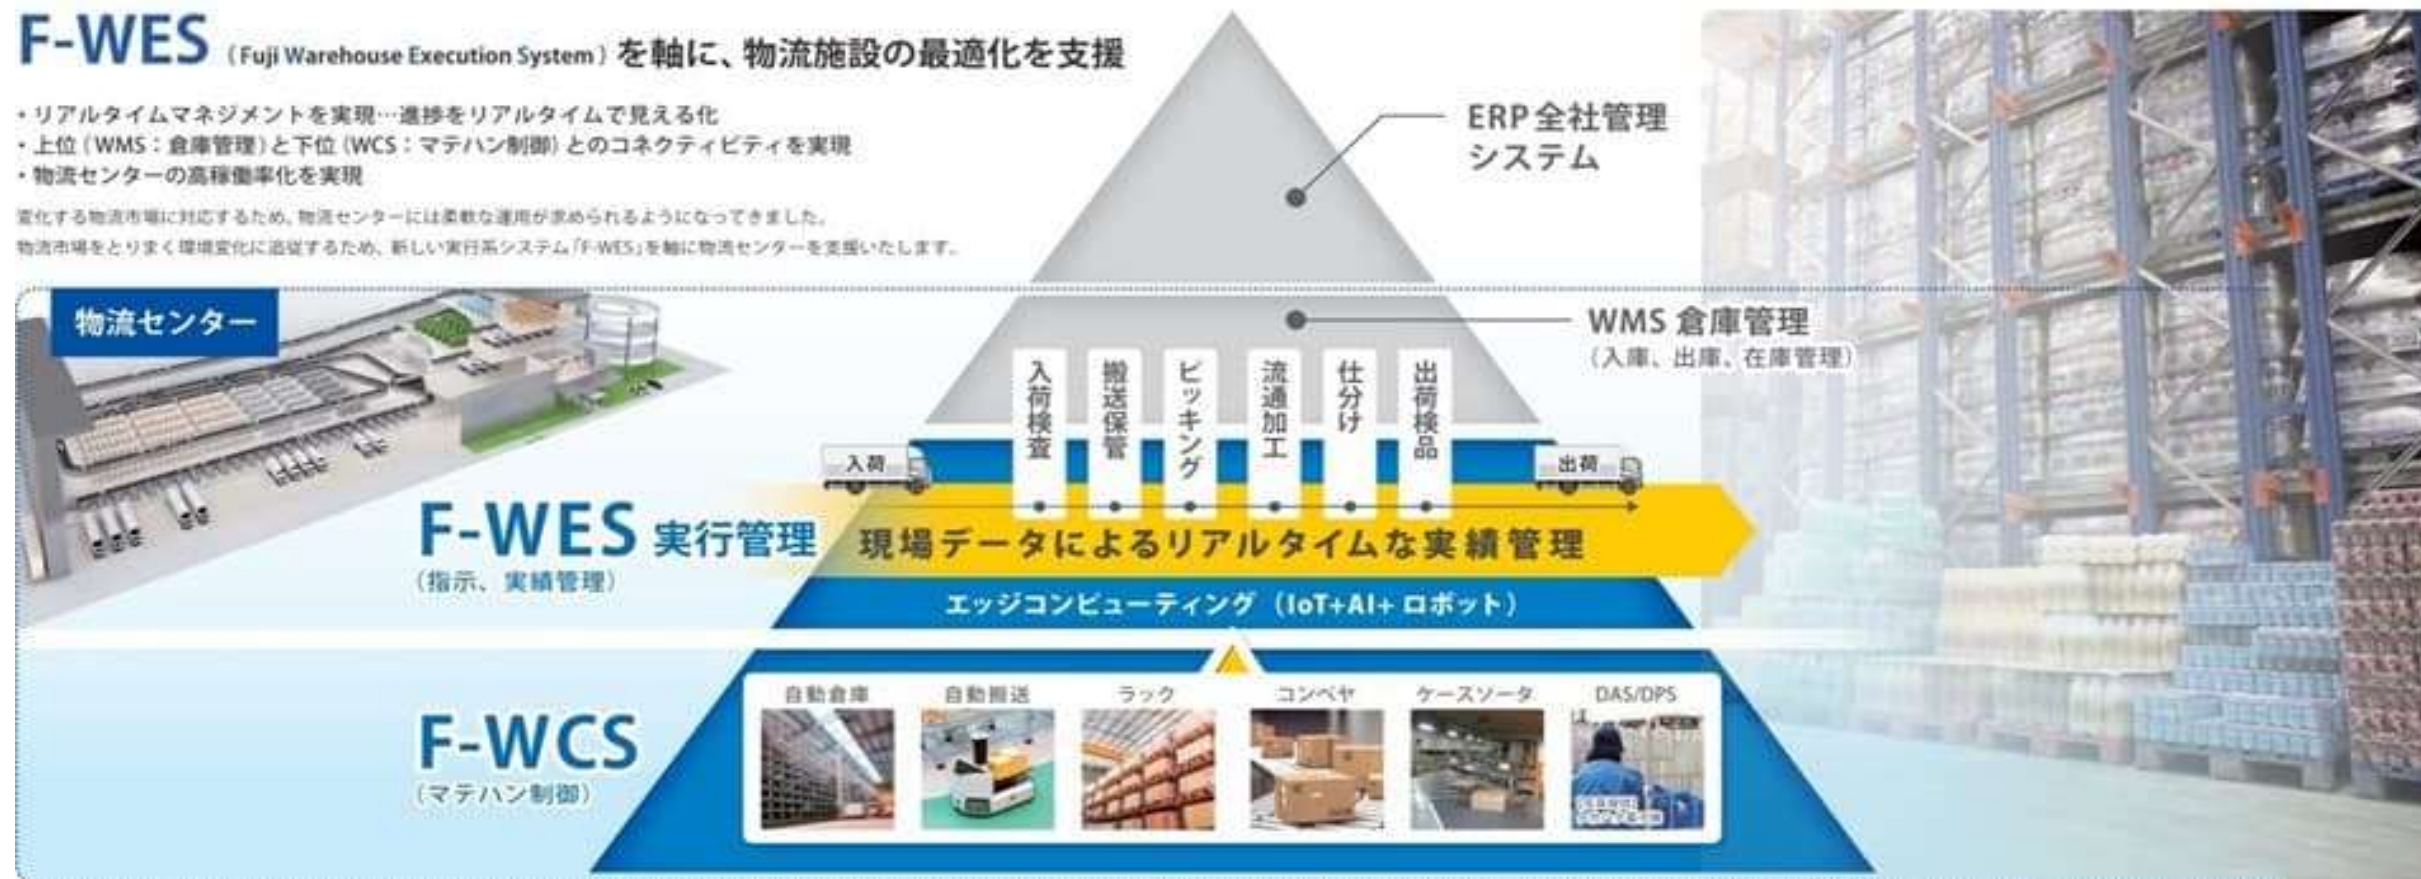 F-WES (Fuji Warehouse Execution System) を軸に、物流施設の最適化を支援
・リアルタイムマネジメントを実現…進捗をリアルタイムで見える化
・上位(WMS：倉庫管理)と下位(WCS：マテハン制御)とのコネクティビティを実現
・物流センターの高稼働率化を実現
変化する物流市場に対応するため、物流センターには柔軟な運用が求められるようになってきました。
物流市場をとりまく環境変化に追従するため、新しい実行系システム「F-WES」を軸に物流センターを支援いたします。
ERP全社管理
システム
物流センター
WMS 倉庫管理
(入庫、出庫、在庫管理)
入荷検査
搬送保管
ピッキング
流通加工
仕分け
出荷検品
入荷
出荷
F-WES 実行管理
(指示、実績管理)
現場データによるリアルタイムな実績管理
エッジコンピューティング (IoT+AI+ ロボット)
F-WCS
(マテハン制御)
自動倉庫
自動搬送
ラック
コンベヤ
ケースソータ
DAS/DPS